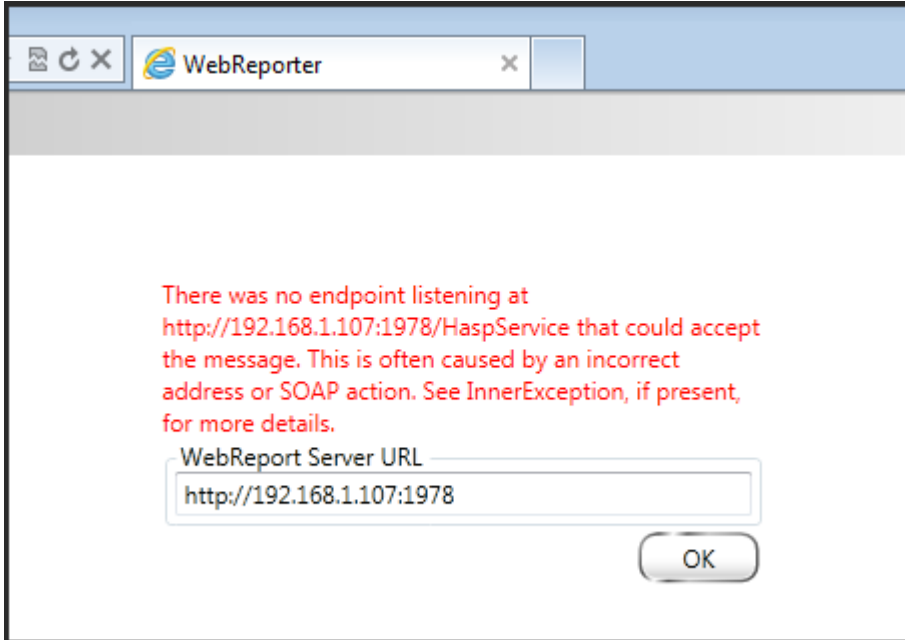 WebReporter
There was no endpoint listening at
http://192.168.1.107:1978/HaspService that could accept
the message. This is often caused by an incorrect
address or SOAP action. See InnerException, if present,
for more details.
WebReport Server URL
http://192.168.1.107:1978
OK